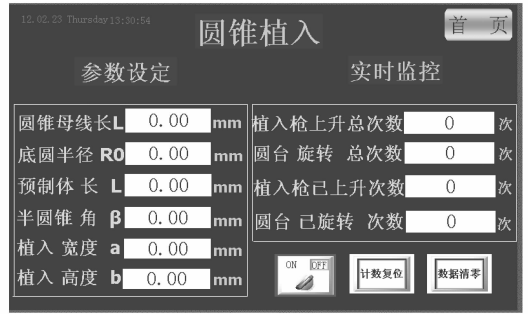 12.02.23 Thursday 13:30:54
圆锥植入
首 页
参数设定
实时监控
圆锥母线长L 0.00 mm
底圆半径 R0 0.00 mm
预制体 长 L 0.00 mm
半圆锥 角 β 0.00 mm
植入 宽度 a 0.00 mm
植入 高度 b 0.00 mm
植入枪上升总次数 0 次
圆台 旋转 总次数 0 次
植入枪已上升次数 0 次
圆台 已旋转 次数 0 次
ON OFF
计数复位
数据清零